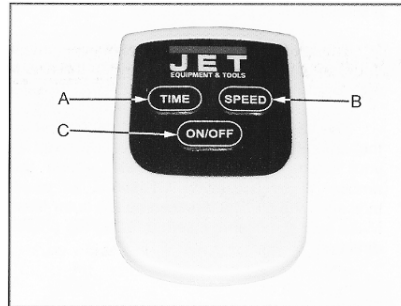 JET
EQUIPMENT & TOOLS
A
TIME
SPEED
B
C
ON/OFF